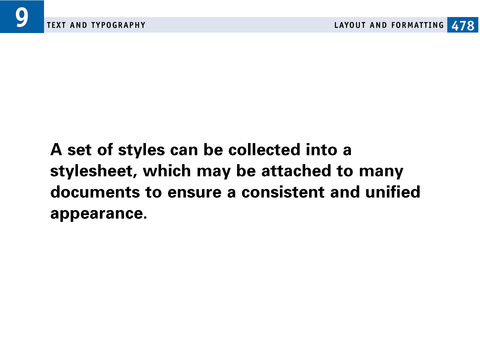 9
TEXT AND TYPOGRAPHY
LAYOUT AND FORMATTING 478
A set of styles can be collected into a
stylesheet, which may be attached to many
documents to ensure a consistent and unified
appearance.